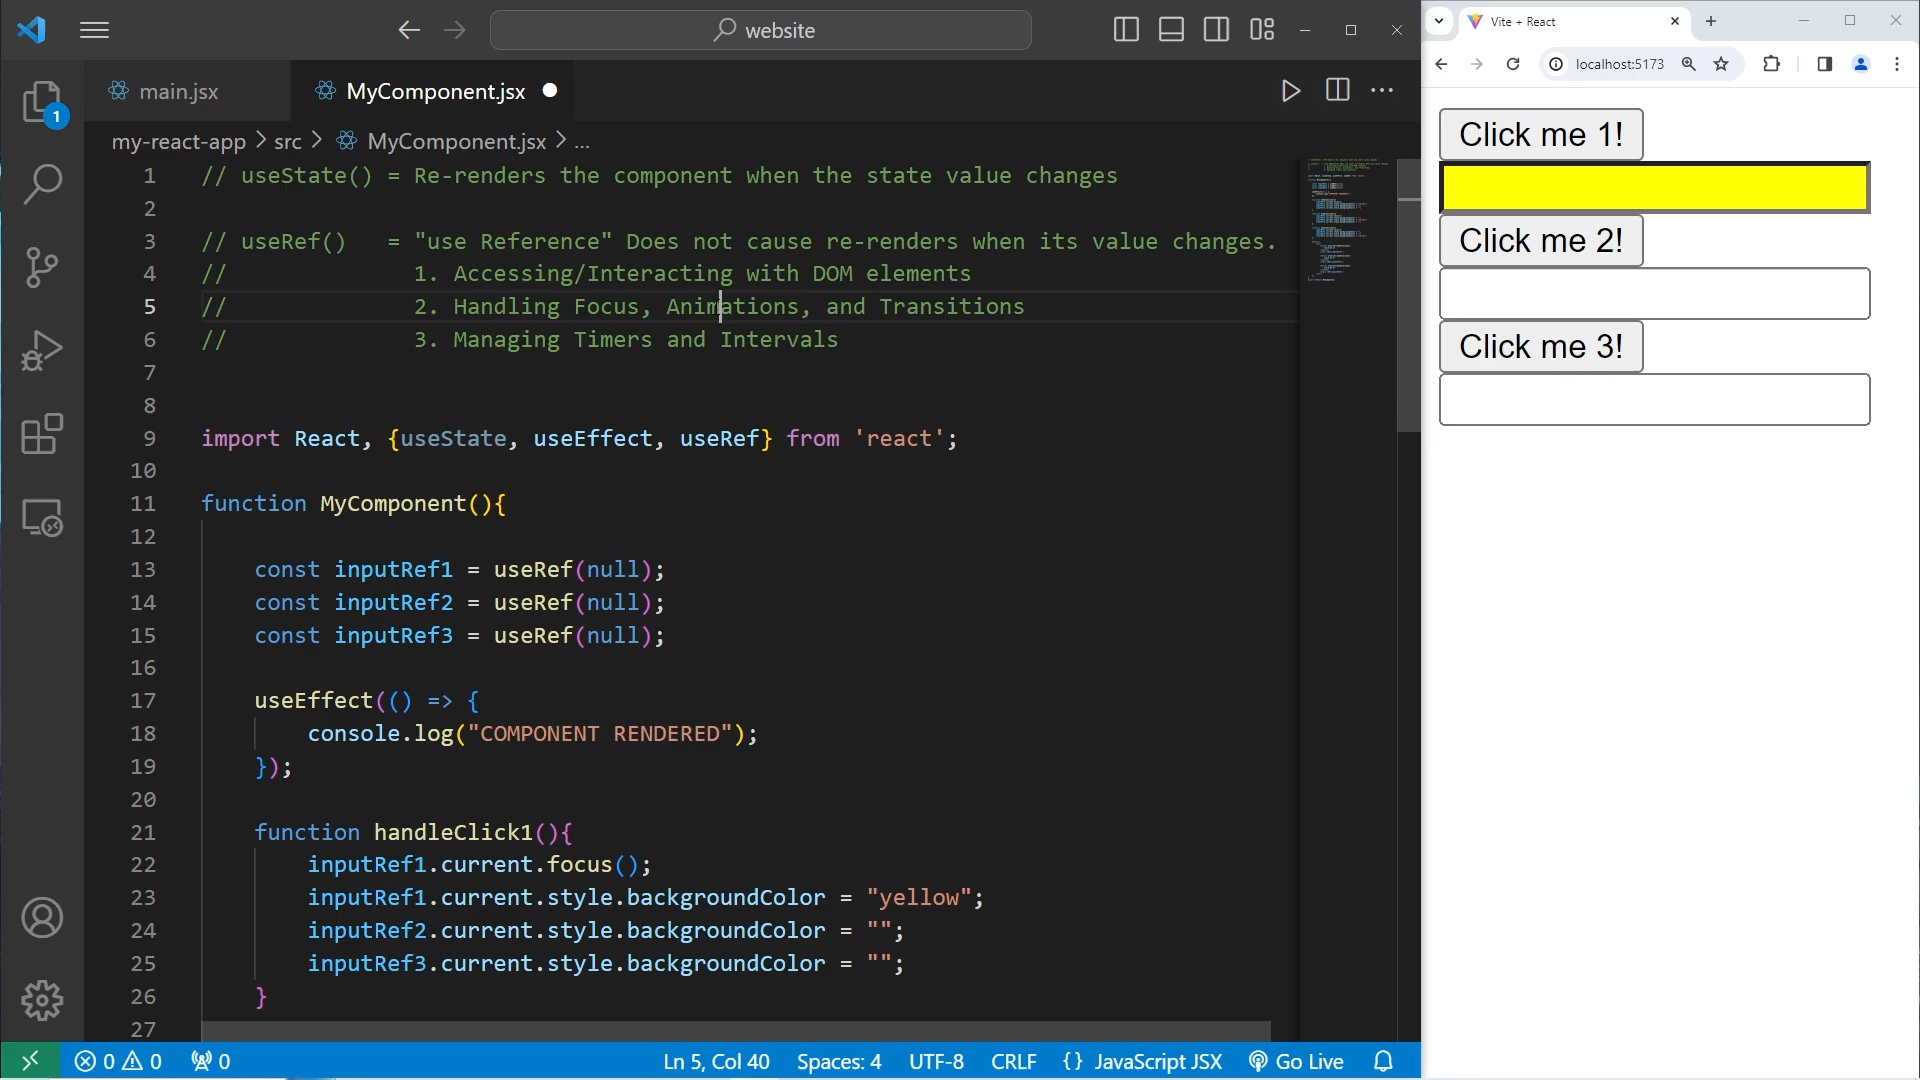 website
main.jsx
MyComponent.jsx
1
my-react-app > src > MyComponent.jsx > ...
1 // useState() = Re-renders the component when the state value changes
2
3 // useRef()   = "use Reference" Does not cause re-renders when its value changes.
4 //              1. Accessing/Interacting with DOM elements
5 //              2. Handling Focus, Animations, and Transitions
6 //              3. Managing Timers and Intervals
7
8
9 import React, {useState, useEffect, useRef} from 'react';
10
11 function MyComponent(){
12
13     const inputRef1 = useRef(null);
14     const inputRef2 = useRef(null);
15     const inputRef3 = useRef(null);
16
17     useEffect(() => {
18         console.log("COMPONENT RENDERED");
19     });
20
21     function handleClick1(){
22         inputRef1.current.focus();
23         inputRef1.current.style.backgroundColor = "yellow";
24         inputRef2.current.style.backgroundColor = "";
25         inputRef3.current.style.backgroundColor = "";
26     }
27
0 0 0 Ln 5, Col 40 Spaces: 4 UTF-8 CRLF {} JavaScript JSX Go Live
Vite + React
localhost:5173
Click me 1!
Click me 2!
Click me 3!